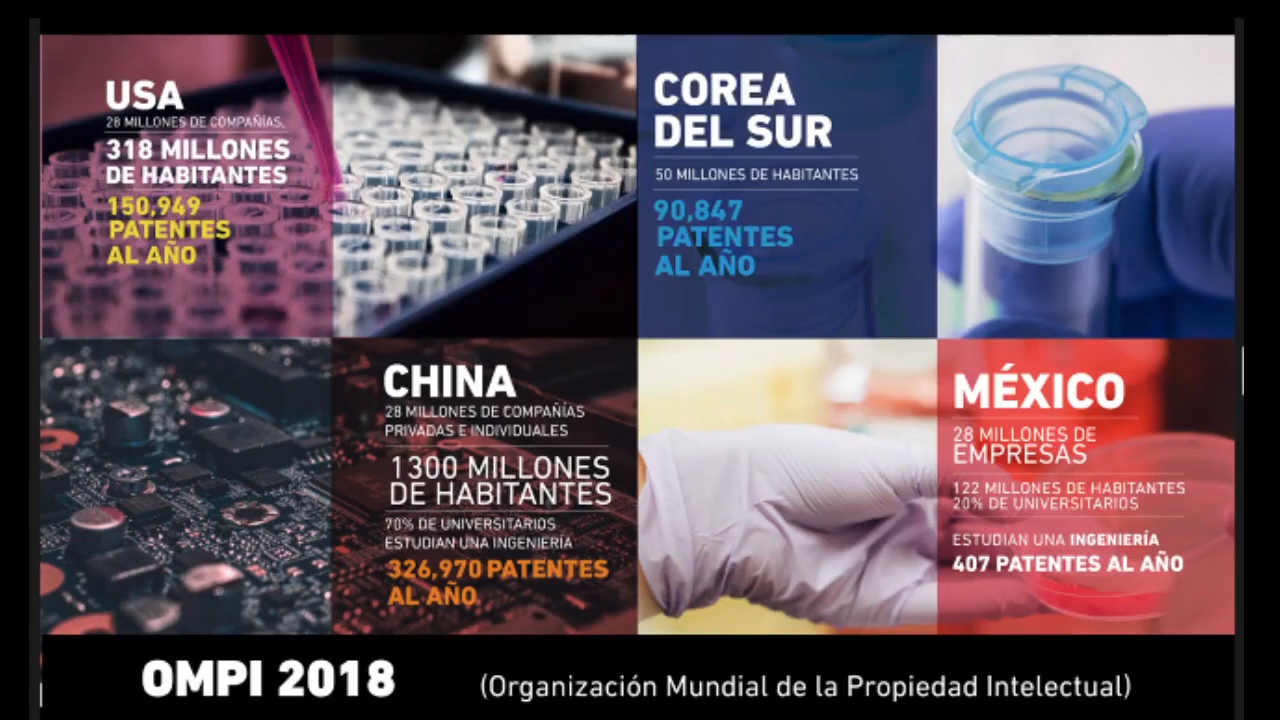 USA
28 MILLONES DE COMPAÑÍAS,
318 MILLONES
DE HABITANTES
150,949
PATENTES
AL AÑO
COREA
DEL SUR
50 MILLONES DE HABITANTES
90,847
PATENTES
AL AÑO
CHINA
28 MILLONES DE COMPAÑÍAS
PRIVADAS E INDIVIDUALES
1300 MILLONES
DE HABITANTES
70% DE UNIVERSITARIOS
ESTUDIAN UNA INGENIERÍA
326,970 PATENTES
AL AÑO
MÉXICO
28 MILLONES DE
EMPRESAS
122 MILLONES DE HABITANTES
20% DE UNIVERSITARIOS
ESTUDIAN UNA INGENIERÍA
407 PATENTES AL AÑO
OMPI 2018 (Organización Mundial de la Propiedad Intelectual)